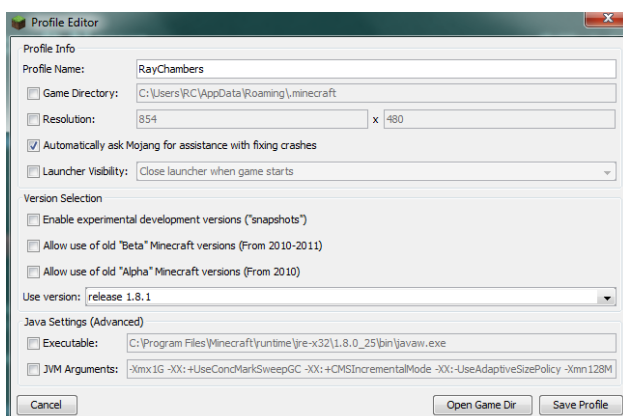 Profile Editor
x
Profile Info
Profile Name: RayChambers
Game Directory: C:\Users\RC\AppData\Roaming\.minecraft
Resolution: 854 x 480
Automatically ask Mojang for assistance with fixing crashes
Launcher Visibility: Close launcher when game starts
Version Selection
Enable experimental development versions ("snapshots")
Allow use of old "Beta" Minecraft versions (From 2010-2011)
Allow use of old "Alpha" Minecraft versions (From 2010)
Use version: release 1.8.1
Java Settings (Advanced)
Executable: C:\Program Files\Minecraft\runtime\jre-x32\1.8.0_25\bin\javaw.exe
JVM Arguments: -Xmx1G -XX:+UseConcMarkSweepGC -XX:+CMSIncrementalMode -XX:-UseAdaptiveSizePolicy -Xmn128M
Cancel Open Game Dir Save Profile